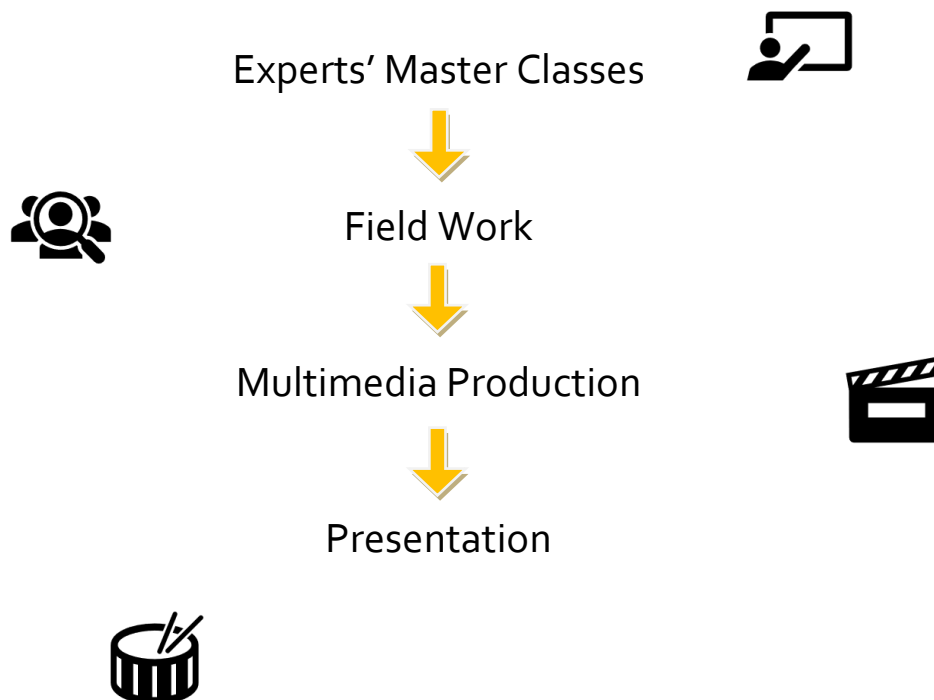 Experts’ Master Classes
Field Work
Multimedia Production
Presentation